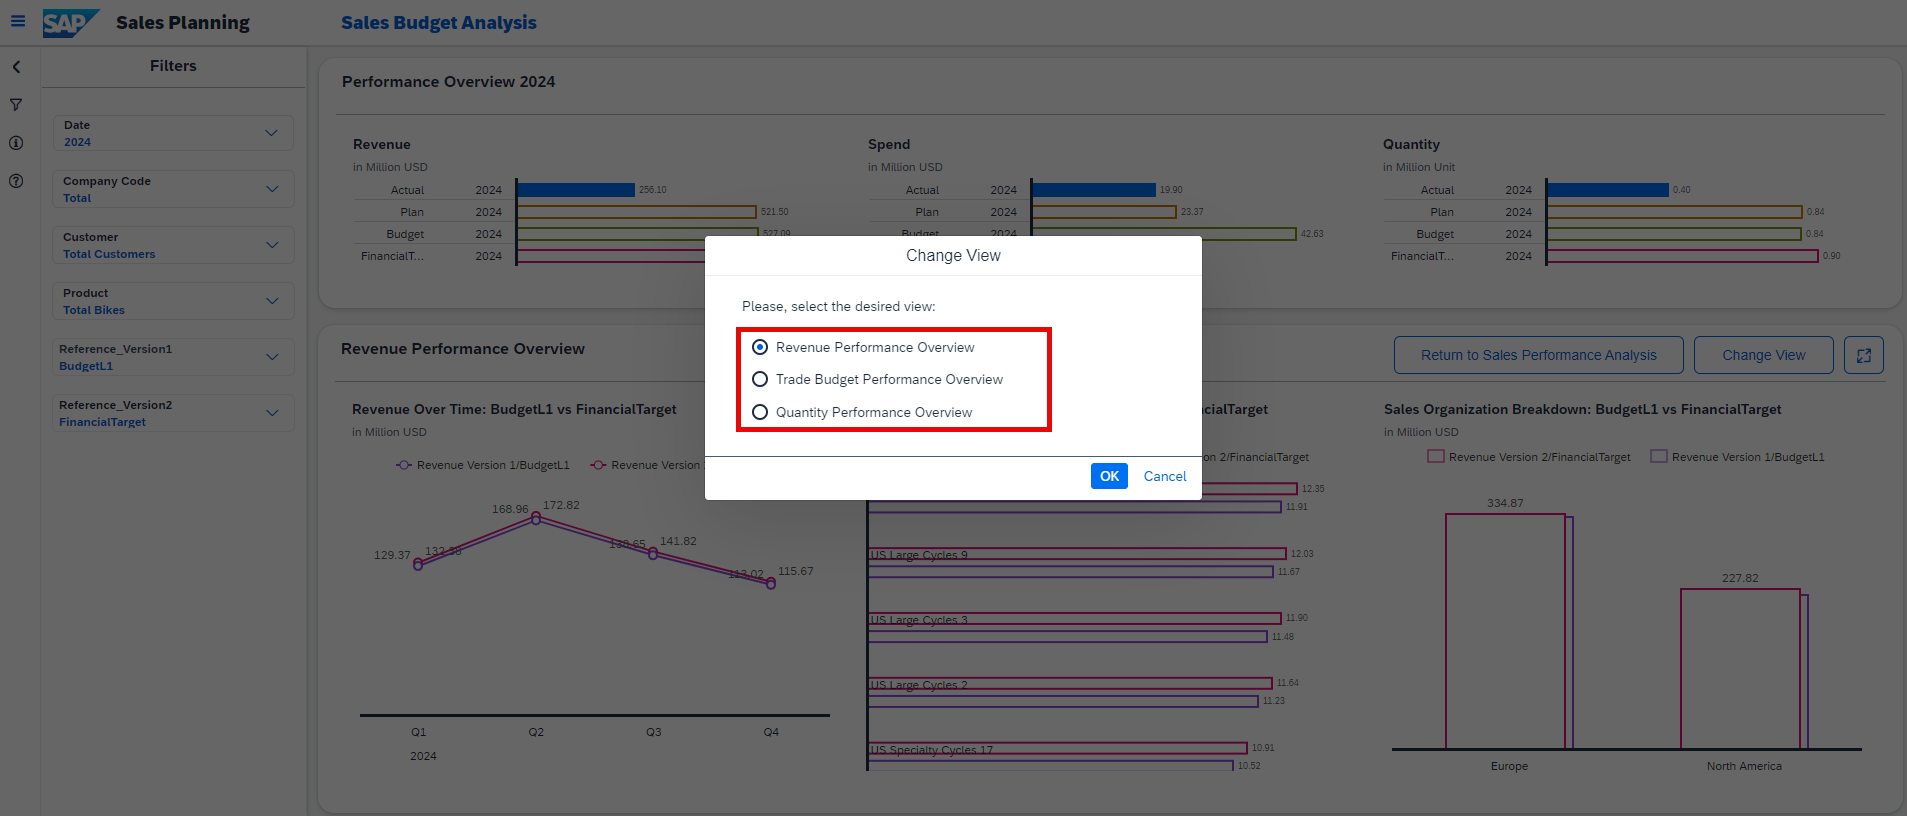 SAP Sales Planning Sales Budget Analysis
Filters
Date
2024
Company Code
Total
Customer
Total Customers
Product
Total Bikes
Reference_Version1
BudgetL1
Reference_Version2
FinancialTarget
Performance Overview 2024
Revenue
in Million USD
Actual 2024 256.10
Plan 2024 521.50
Budget 2024 527.09
FinancialT... 2024
Spend
in Million USD
Actual 2024 19.90
Plan 2024 23.37
Budget 2024 42.63
Quantity
in Million Unit
Actual 2024 0.40
Plan 2024 0.84
Budget 2024 0.84
FinancialT... 2024 0.90
Change View
Please, select the desired view:
Revenue Performance Overview
Trade Budget Performance Overview
Quantity Performance Overview
OK Cancel
Revenue Performance Overview
Return to Sales Performance Analysis Change View
Revenue Over Time: BudgetL1 vs FinancialTarget
in Million USD
Revenue Version 1/BudgetL1 Revenue Version
168.96 172.82
129.37 132.38
138.65 141.82
113.02 115.67
Q1 Q2 Q3 Q4
2024
cialTarget
on 2/FinancialTarget
12.35
11.91
US Large Cycles 9 12.03
11.67
US Large Cycles 3 11.90
11.48
US Large Cycles 2 11.64
11.23
US Specialty Cycles 17 10.91
10.52
Sales Organization Breakdown: BudgetL1 vs FinancialTarget
in Million USD
Revenue Version 2/FinancialTarget Revenue Version 1/BudgetL1
334.87
227.82
Europe North America